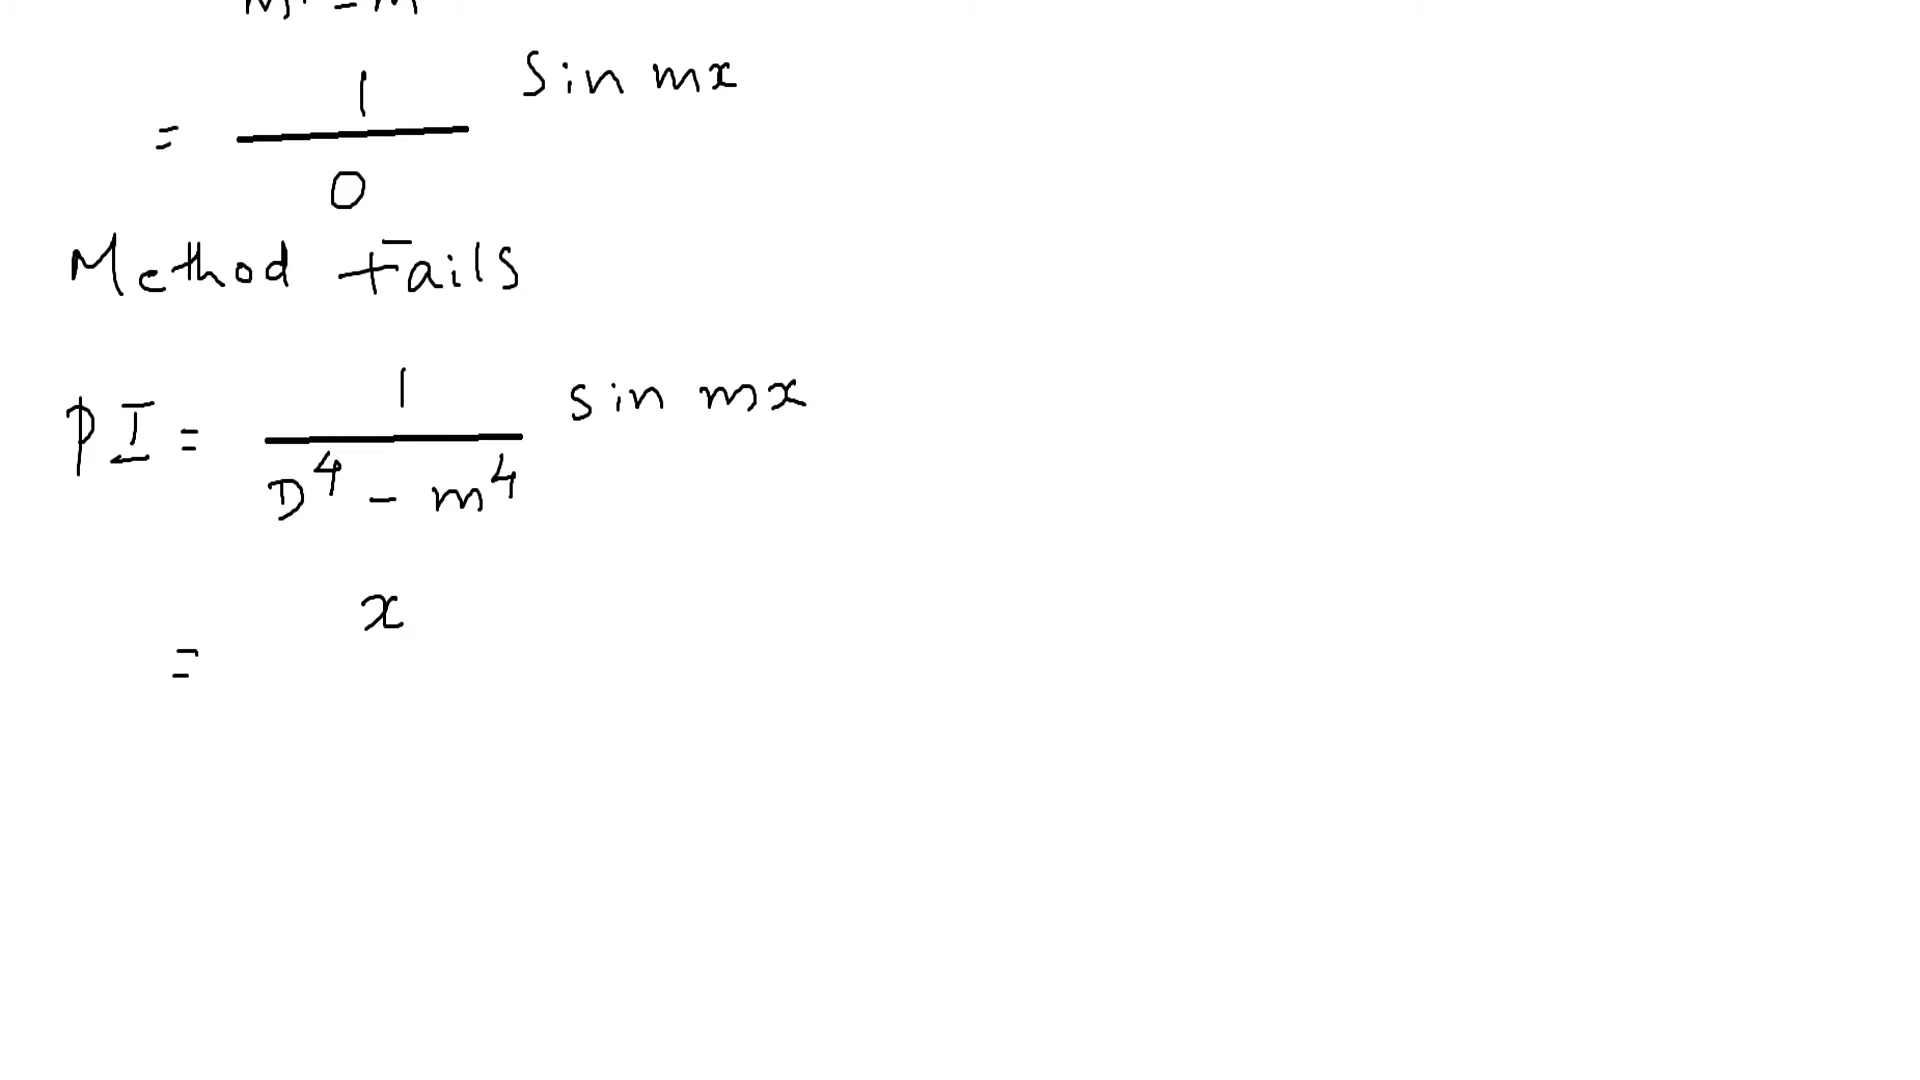 = 1/0 Sin mx
Method Fails
PI = 1/(D⁴ - m⁴) sin mx
= x